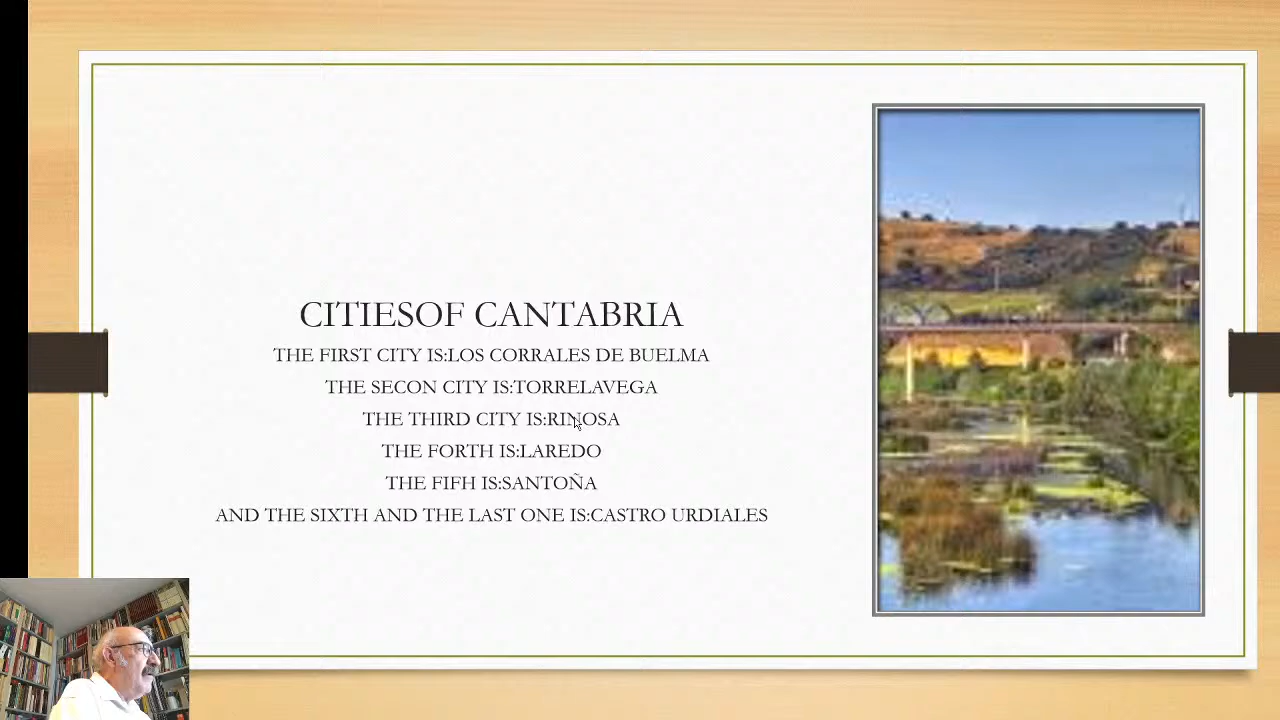 CITIESOF CANTABRIA
THE FIRST CITY IS:LOS CORRALES DE BUELMA
THE SECON CITY IS:TORRELAVEGA
THE THIRD CITY IS:RINOSA
THE FORTH IS:LAREDO
THE FIFH IS:SANTOÑA
AND THE SIXTH AND THE LAST ONE IS:CASTRO URDIALES